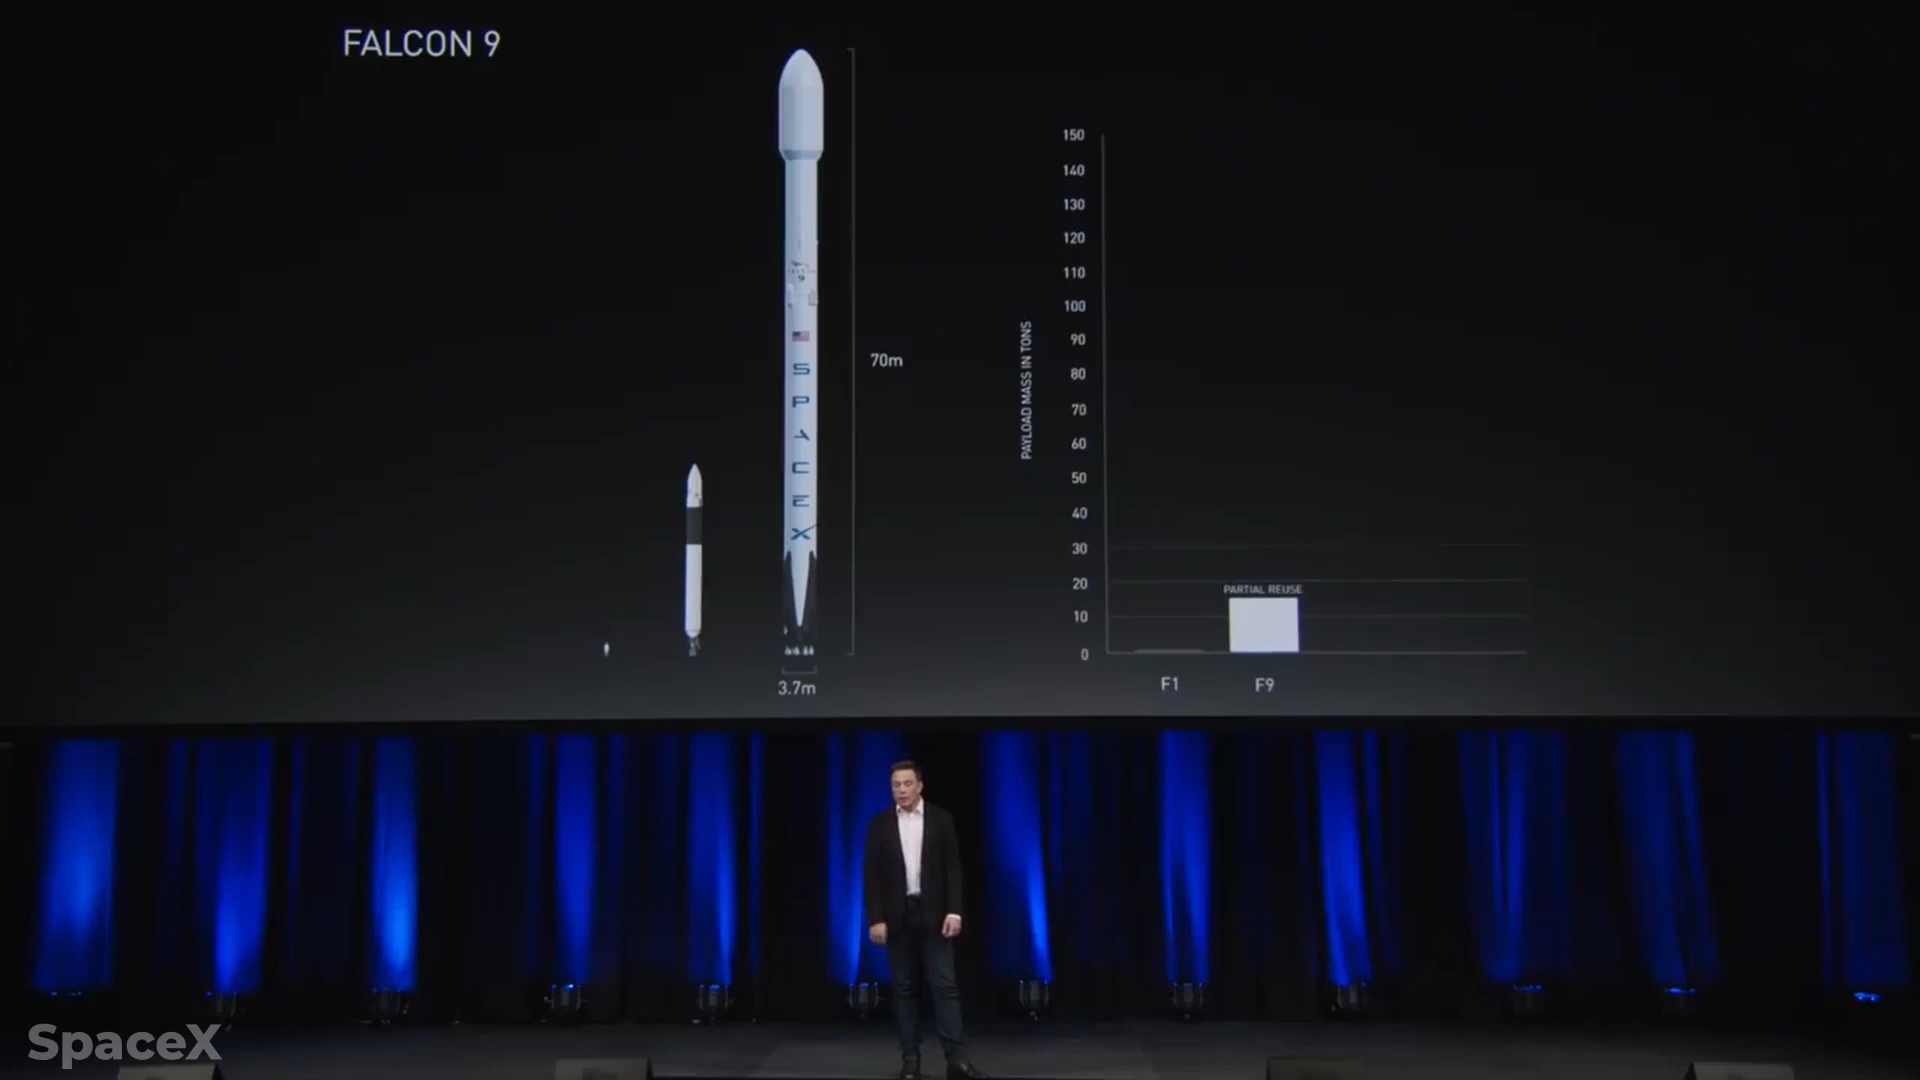 FALCON 9
70m
3.7m
S
P
A
C
E
X
9
PAYLOAD MASS IN TONS
150
140
130
120
110
100
90
80
70
60
50
40
30
20
10
0
PARTIAL REUSE
F1
F9
SpaceX